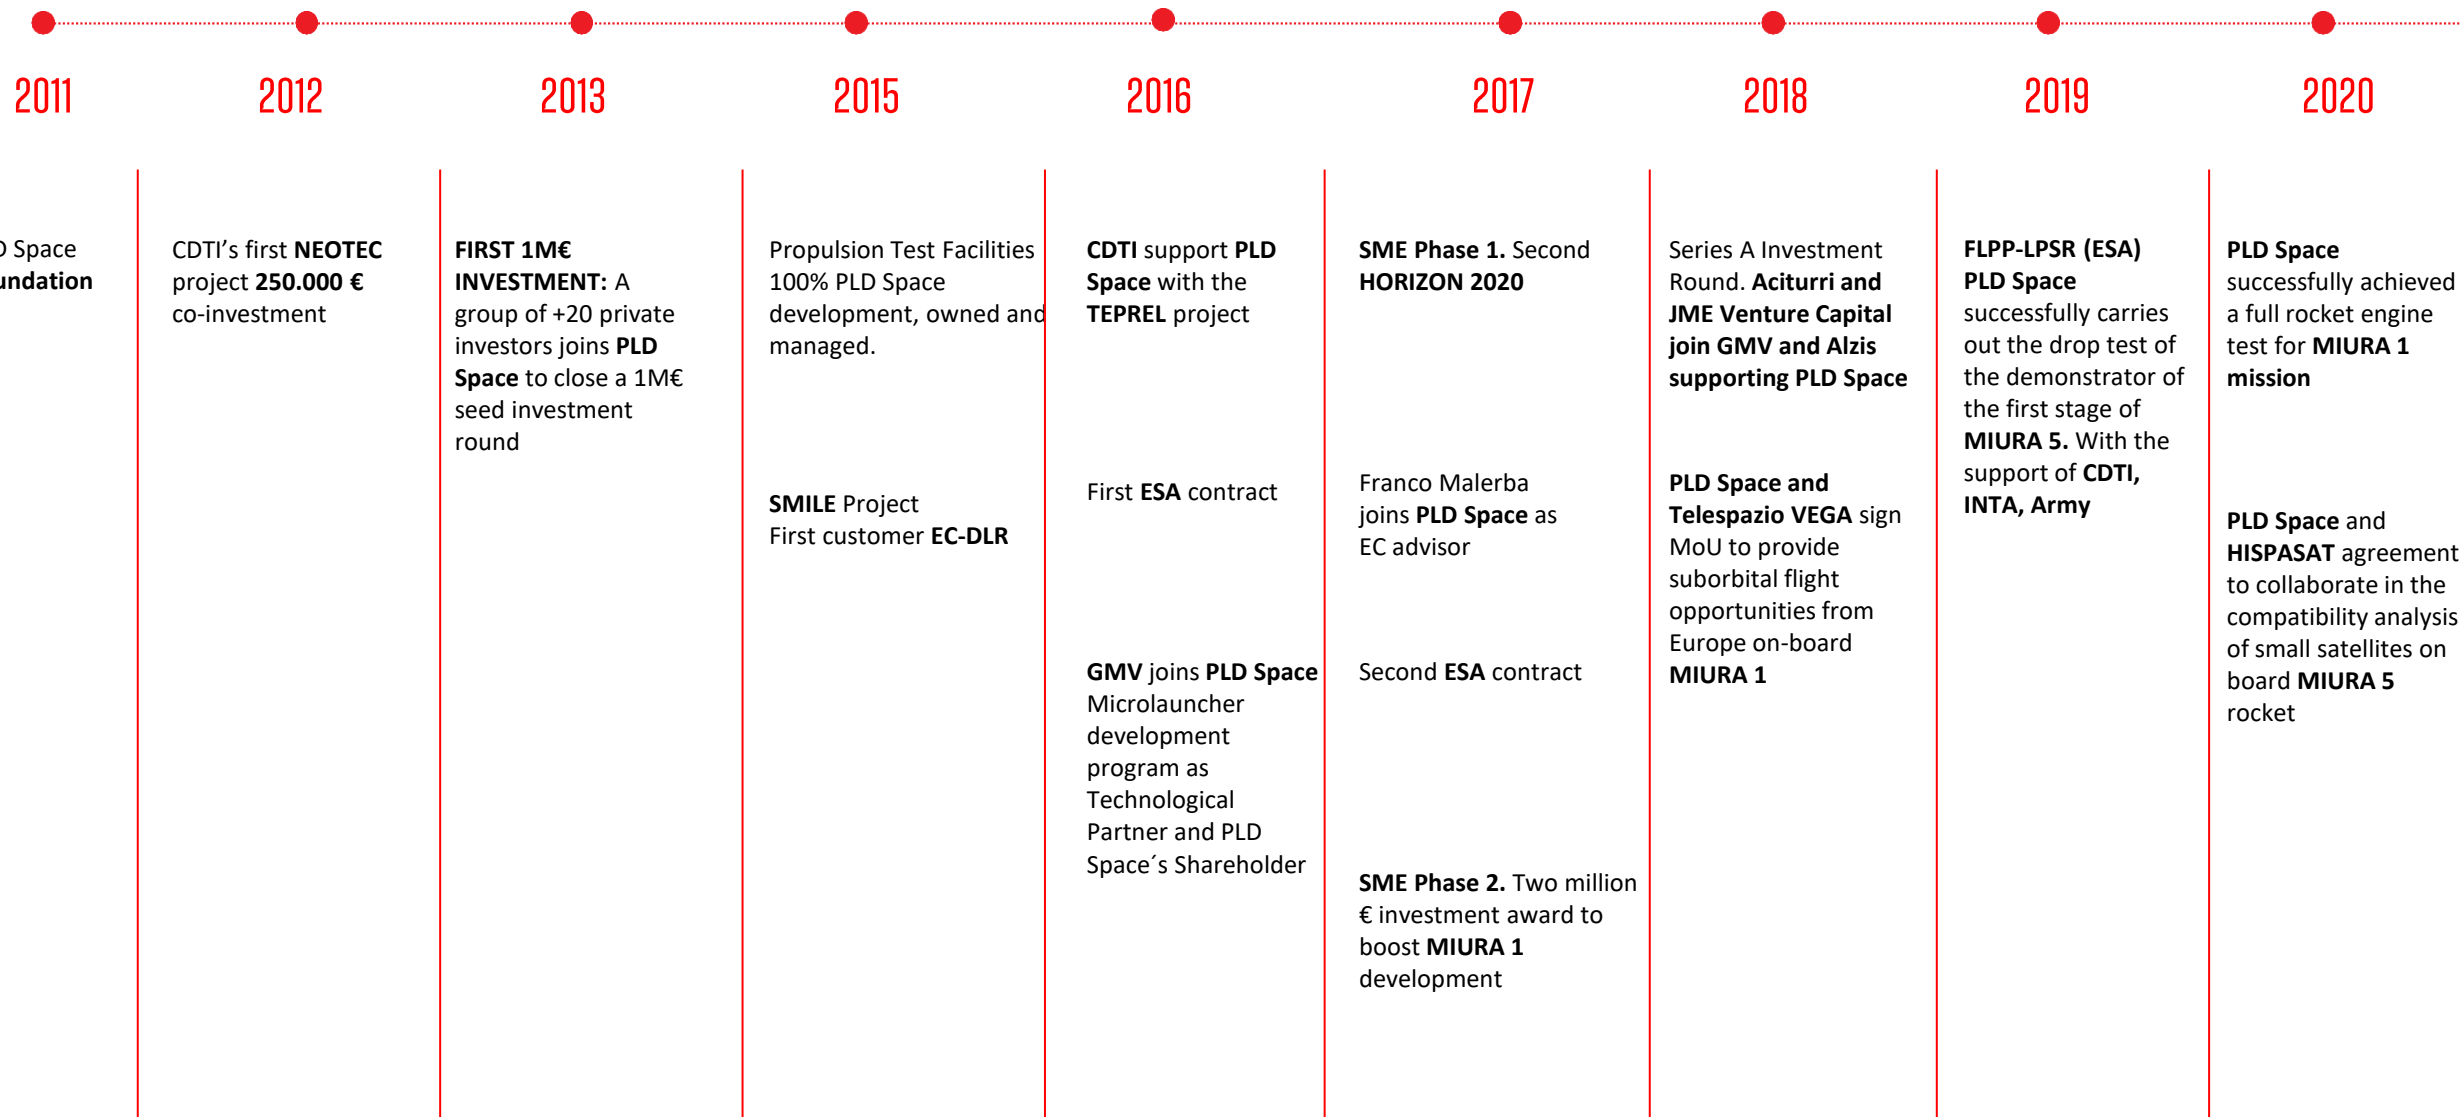 2011
2012
2013
2015
2016
2017
2018
2019
2020
D Space
undation
CDTI’s first NEOTEC
project 250.000 €
co-investment
FIRST 1M€
INVESTMENT: A
group of +20 private
investors joins PLD
Space to close a 1M€
seed investment
round
Propulsion Test Facilities
100% PLD Space
development, owned and
managed.
SMILE Project
First customer EC-DLR
CDTI support PLD
Space with the
TEPREL project
First ESA contract
GMV joins PLD Space
Microlauncher
development
program as
Technological
Partner and PLD
Space´s Shareholder
SME Phase 1. Second
HORIZON 2020
Franco Malerba
joins PLD Space as
EC advisor
Second ESA contract
SME Phase 2. Two million
€ investment award to
boost MIURA 1
development
Series A Investment
Round. Aciturri and
JME Venture Capital
join GMV and Alzis
supporting PLD Space
PLD Space and
Telespazio VEGA sign
MoU to provide
suborbital flight
opportunities from
Europe on-board
MIURA 1
FLPP-LPSR (ESA)
PLD Space
successfully carries
out the drop test of
the demonstrator of
the first stage of
MIURA 5. With the
support of CDTI,
INTA, Army
PLD Space
successfully achieved
a full rocket engine
test for MIURA 1
mission
PLD Space and
HISPASAT agreement
to collaborate in the
compatibility analysis
of small satellites on
board MIURA 5
rocket